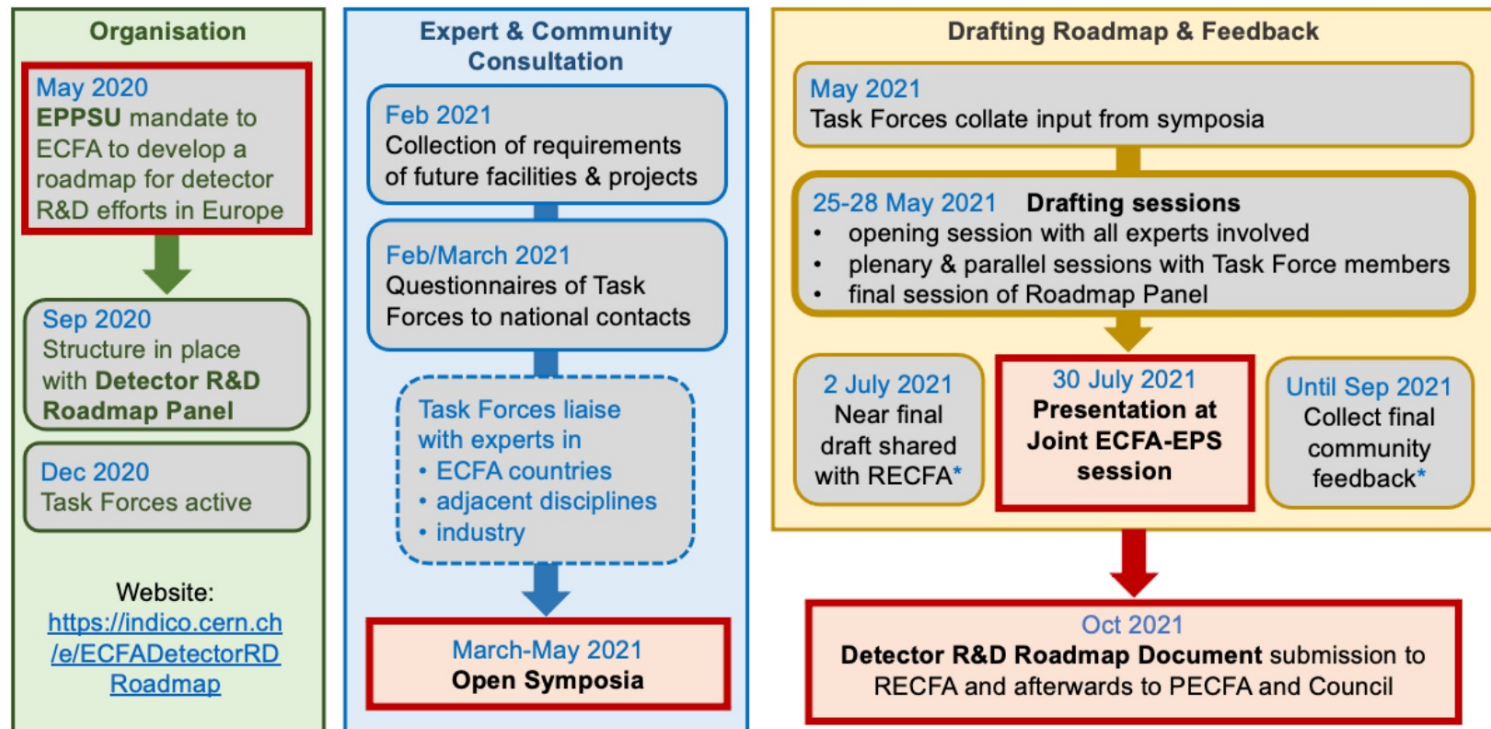 Organisation
May 2020
EPPSU mandate to
ECFA to develop a
roadmap for detector
R&D efforts in Europe
Sep 2020
Structure in place
with Detector R&D
Roadmap Panel
Dec 2020
Task Forces active
Website:
https://indico.cern.ch
/e/ECFADetectorRD
Roadmap
Expert & Community
Consultation
Feb 2021
Collection of requirements
of future facilities & projects
Feb/March 2021
Questionnaires of Task
Forces to national contacts
Task Forces liaise
with experts in
• ECFA countries
• adjacent disciplines
• industry
March-May 2021
Open Symposia
Drafting Roadmap & Feedback
May 2021
Task Forces collate input from symposia
25-28 May 2021 Drafting sessions
• opening session with all experts involved
• plenary & parallel sessions with Task Force members
• final session of Roadmap Panel
2 July 2021
Near final
draft shared
with RECFA*
30 July 2021
Presentation at
Joint ECFA-EPS
session
Until Sep 2021
Collect final
community
feedback*
Oct 2021
Detector R&D Roadmap Document submission to
RECFA and afterwards to PECFA and Council